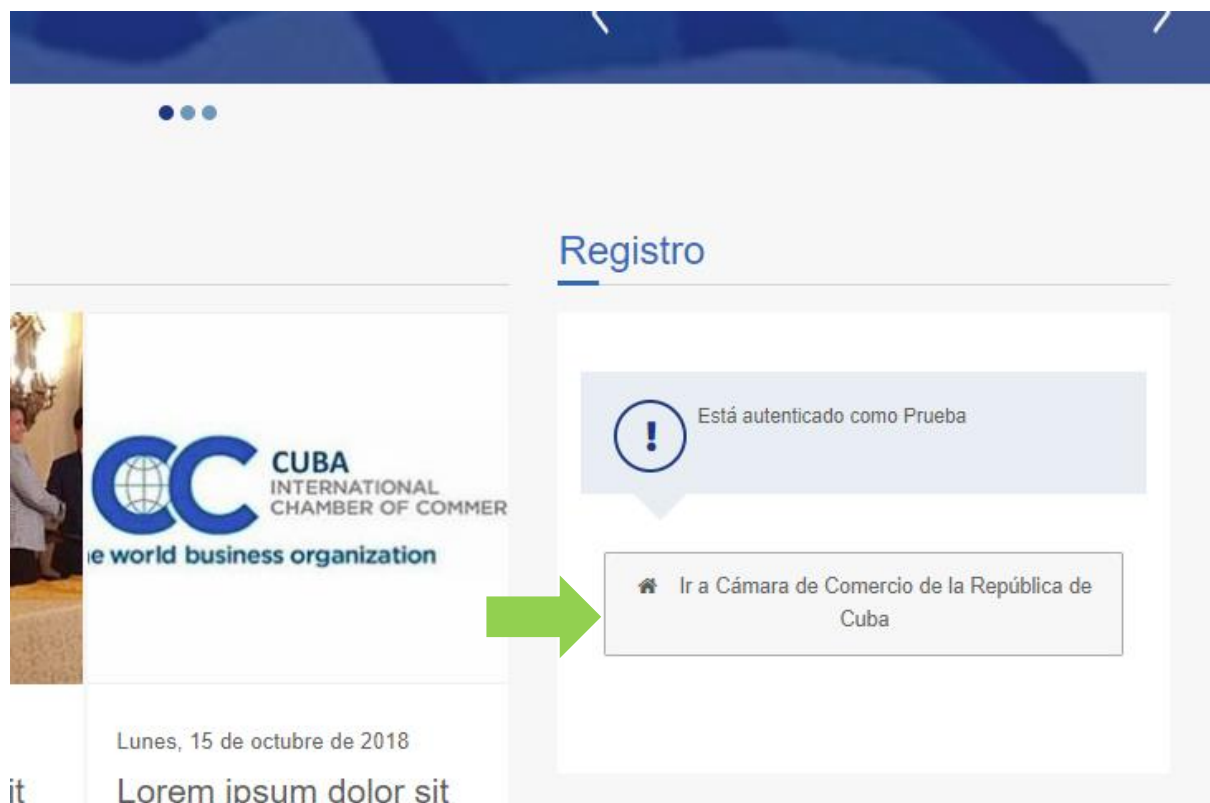 Registro
Está autenticado como Prueba
CC CUBA
INTERNATIONAL
CHAMBER OF COMMER
e world business organization
Ir a Cámara de Comercio de la República de
Cuba
Lunes, 15 de octubre de 2018
it
Lorem ipsum dolor sit